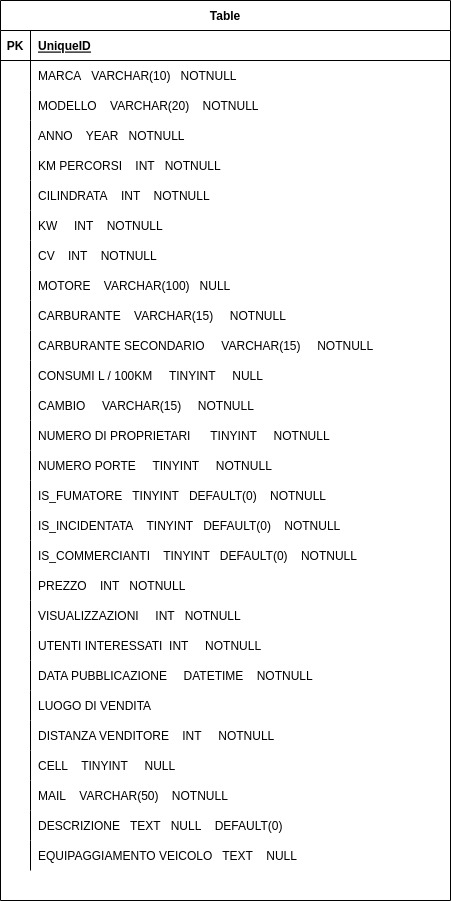 Table
PK UniqueID
MARCA VARCHAR(10) NOTNULL
MODELLO VARCHAR(20) NOTNULL
ANNO YEAR NOTNULL
KM PERCORSI INT NOTNULL
CILINDRATA INT NOTNULL
KW INT NOTNULL
CV INT NOTNULL
MOTORE VARCHAR(100) NULL
CARBURANTE VARCHAR(15) NOTNULL
CARBURANTE SECONDARIO VARCHAR(15) NOTNULL
CONSUMI L / 100KM TINYINT NULL
CAMBIO VARCHAR(15) NOTNULL
NUMERO DI PROPRIETARI TINYINT NOTNULL
NUMERO PORTE TINYINT NOTNULL
IS_FUMATORE TINYINT DEFAULT(0) NOTNULL
IS_INCIDENTATA TINYINT DEFAULT(0) NOTNULL
IS_COMMERCIANTI TINYINT DEFAULT(0) NOTNULL
PREZZO INT NOTNULL
VISUALIZZAZIONI INT NOTNULL
UTENTI INTERESSATI INT NOTNULL
DATA PUBBLICAZIONE DATETIME NOTNULL
LUOGO DI VENDITA
DISTANZA VENDITORE INT NOTNULL
CELL TINYINT NULL
MAIL VARCHAR(50) NOTNULL
DESCRIZIONE TEXT NULL DEFAULT(0)
EQUIPAGGIAMENTO VEICOLO TEXT NULL